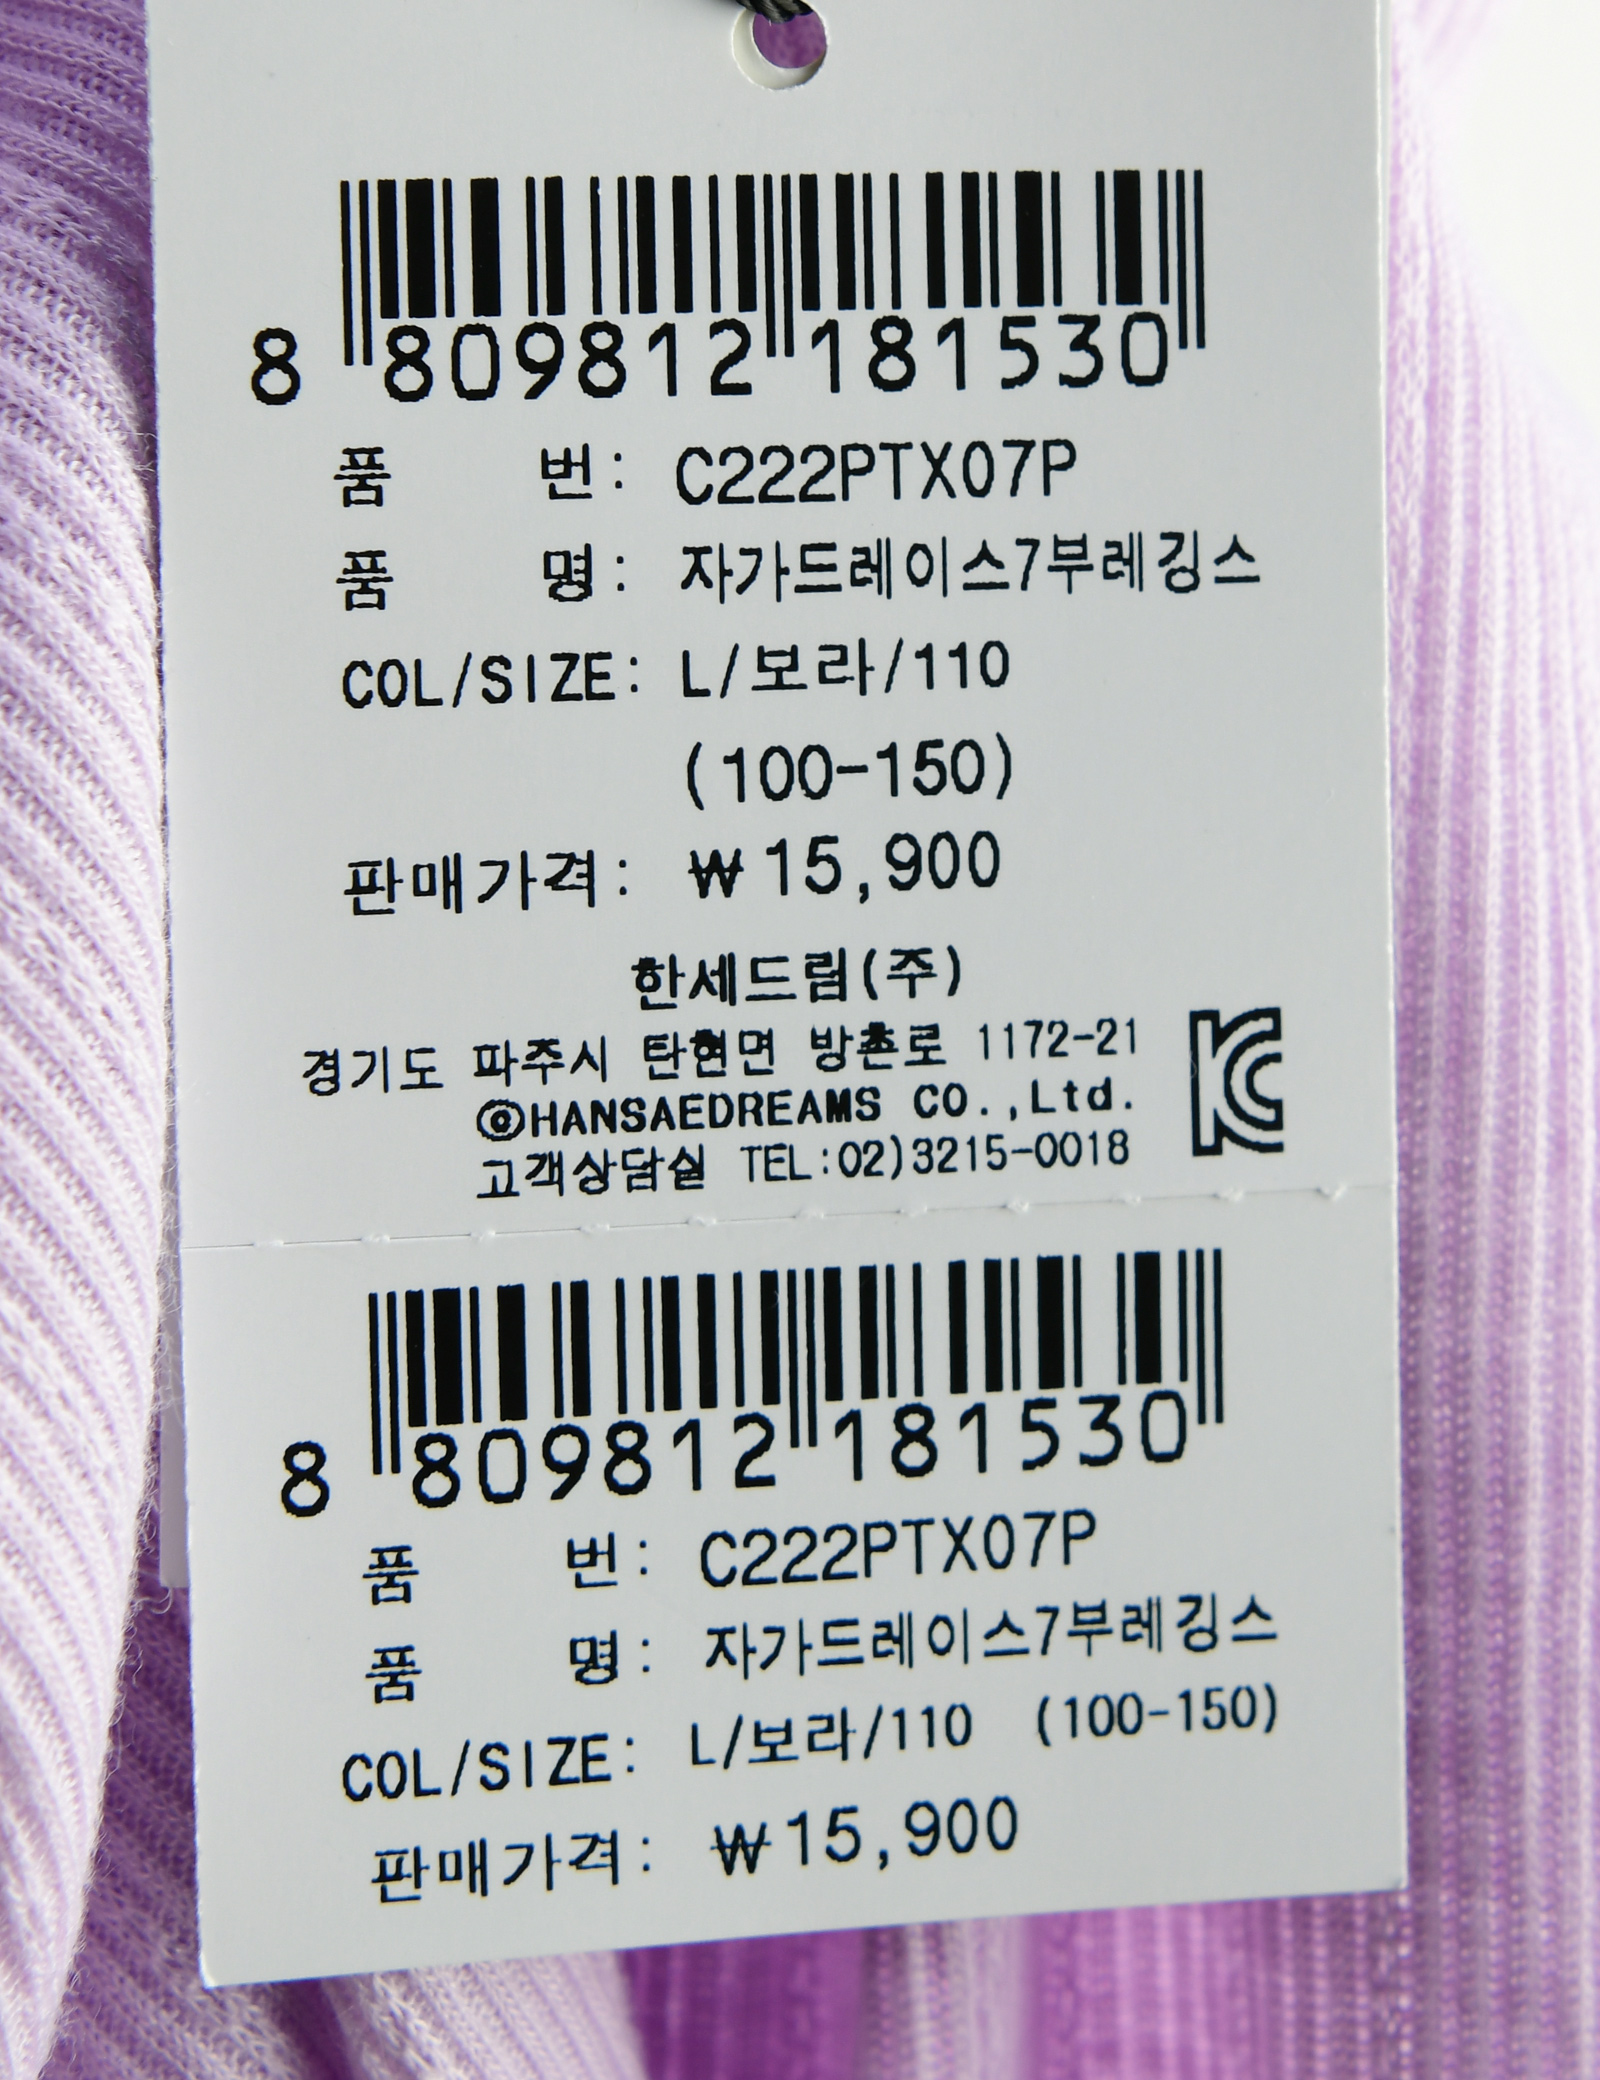 8 809812 181530
품 번: C222PTX07P
품 명: 자가드레이스7부레깅스
COL/SIZE: L/보라/110
(100-150)
판매가격: ₩15,900
한세드림(주)
경기도 파주시 탄현면 방촌로 1172-21
©HANSAEDREAMS CO.,Ltd.
고객상담실 TEL:02)3215-0018
KC
8 809812 181530
품 번: C222PTX07P
품 명: 자가드레이스7부레깅스
COL/SIZE: L/보라/110 (100-150)
판매가격: ₩15,900